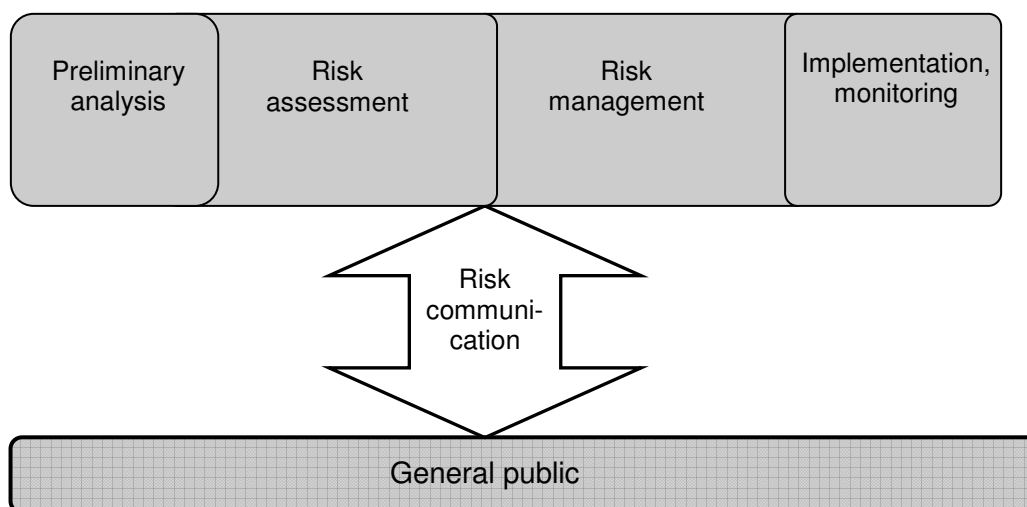 Preliminary
analysis
Risk
assessment
Risk
management
Implementation,
monitoring
Risk
communi-
cation
General public